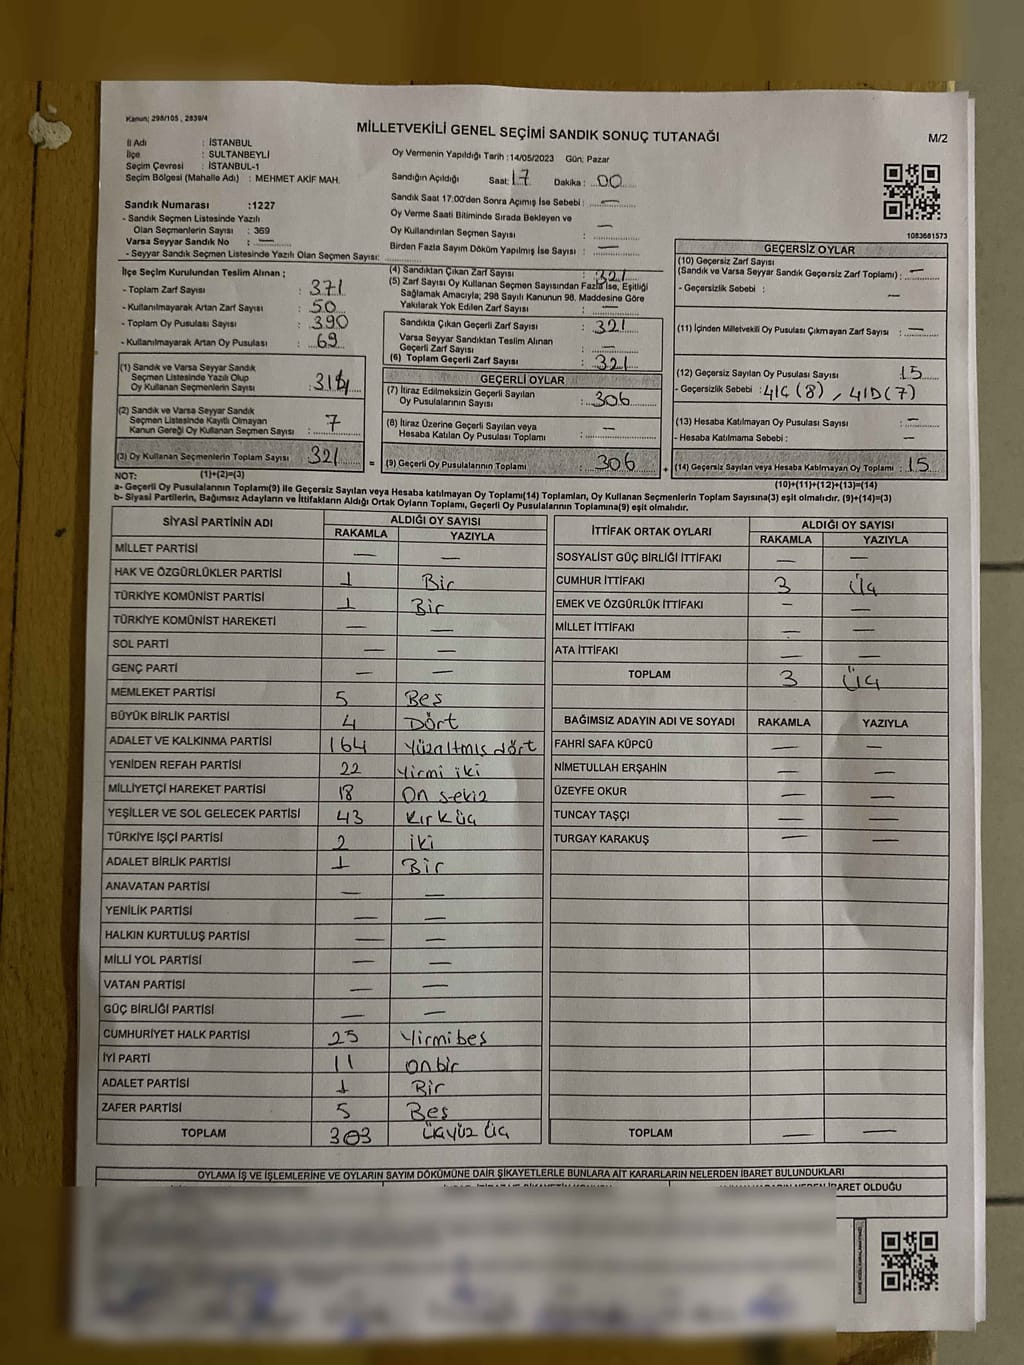 Kanun; 298/105 , 2839/4
MİLLETVEKİLİ GENEL SEÇİMİ SANDIK SONUÇ TUTANAĞI
M/2
İl Adı : İSTANBUL
İlçe : SULTANBEYLİ
Seçim Çevresi : İSTANBUL-1
Seçim Bölgesi (Mahalle Adı) : MEHMET AKİF MAH.
Oy Vermenin Yapıldığı Tarih : 14/05/2023 Gün: Pazar
Sandığın Açıldığı Saat: 17 Dakika : 00
Sandık Saat 17:00'den Sonra Açımış İse Sebebi : —
Oy Verme Saati Bitiminde Sırada Bekleyen ve
Oy Kullandırılan Seçmen Sayısı : —
Birden Fazla Sayım Döküm Yapılmış İse Sayısı : —
1083681573
Sandık Numarası :1227
- Sandık Seçmen Listesinde Yazılı
Olan Seçmenlerin Sayısı : 369
Varsa Seyyar Sandık No : —
- Seyyar Sandık Seçmen Listesinde Yazılı Olan Seçmen Sayısı:
İlçe Seçim Kurulundan Teslim Alınan ;
- Toplam Zarf Sayısı : 371
- Kullanılmayarak Artan Zarf Sayısı : 50
- Toplam Oy Pusulası Sayısı : 390
- Kullanılmayarak Artan Oy Pusulası : 69
(1) Sandık ve Varsa Seyyar Sandık
Seçmen Listesinde Yazılı Olup
Oy Kullanan Seçmenlerin Sayısı : 314
(2) Sandık ve Varsa Seyyar Sandık
Seçmen Listesinde Kayıtlı Olmayan
Kanun Gereği Oy Kullanan Seçmen Sayısı : 7
(3) Oy Kullanan Seçmenlerin Toplam Sayısı : 321
(4) Sandıktan Çıkan Zarf Sayısı : 321
(5) Zarf Sayısı Oy Kullanan Seçmen Sayısından Fazla İse, Eşitliği
Sağlamak Amacıyla; 298 Sayılı Kanunun 98. Maddesine Göre
Yakılarak Yok Edilen Zarf Sayısı : —
Sandıkta Çıkan Geçerli Zarf Sayısı : 321
Varsa Seyyar Sandıktan Teslim Alınan
Geçerli Zarf Sayısı : —
(6) Toplam Geçerli Zarf Sayısı : 321
GEÇERLİ OYLAR
(7) İtiraz Edilmeksizin Geçerli Sayılan
Oy Pusulalarının Sayısı : 306
(8) İtiraz Üzerine Geçerli Sayılan veya
Hesaba Katılan Oy Pusulası Toplamı : —
= (9) Geçerli Oy Pusulalarının Toplamı : 306
GEÇERSİZ OYLAR
(10) Geçersiz Zarf Sayısı
(Sandık ve Varsa Seyyar Sandık Geçersiz Zarf Toplamı) : —
- Geçersizlik Sebebi : —
(11) İçinden Milletvekili Oy Pusulası Çıkmayan Zarf Sayısı : —
(12) Geçersiz Sayılan Oy Pusulası Sayısı : 15
- Geçersizlik Sebebi : 41C (8) , 41D (7)
(13) Hesaba Katılmayan Oy Pusulası Sayısı : —
- Hesaba Katılmama Sebebi : —
+ (14) Geçersiz Sayılan veya Hesaba Katılmayan Oy Toplamı : 15
NOT: (1)+(2)=(3)
(10)+(11)+(12)+(13)=(14)
a- Geçerli Oy Pusulalarının Toplamı(9) ile Geçersiz Sayılan veya Hesaba katılmayan Oy Toplamı(14) Toplamları, Oy Kullanan Seçmenlerin Toplam Sayısına(3) eşit olmalıdır. (9)+(14)=(3)
b- Siyasi Partilerin, Bağımsız Adayların ve İttifakların Aldığı Ortak Oyların Toplamı, Geçerli Oy Pusulalarının Toplamına(9) eşit olmalıdır.
SİYASİ PARTİNİN ADI ALDIĞI OY SAYISI
RAKAMLA YAZIYLA
MİLLET PARTİSİ — —
HAK VE ÖZGÜRLÜKLER PARTİSİ 1 Bir
TÜRKİYE KOMÜNİST PARTİSİ 1 Bir
TÜRKİYE KOMÜNİST HAREKETİ — —
SOL PARTİ — —
GENÇ PARTİ — —
MEMLEKET PARTİSİ 5 Beş
BÜYÜK BİRLİK PARTİSİ 4 Dört
ADALET VE KALKINMA PARTİSİ 164 Yüzaltmış dört
YENİDEN REFAH PARTİSİ 22 Yirmi iki
MİLLİYETÇİ HAREKET PARTİSİ 18 On sekiz
YEŞİLLER VE SOL GELECEK PARTİSİ 43 Kırk üç
TÜRKİYE İŞÇİ PARTİSİ 2 iki
ADALET BİRLİK PARTİSİ 1 Bir
ANAVATAN PARTİSİ — —
YENİLİK PARTİSİ — —
HALKIN KURTULUŞ PARTİSİ — —
MİLLİ YOL PARTİSİ — —
VATAN PARTİSİ — —
GÜÇ BİRLİĞİ PARTİSİ — —
CUMHURİYET HALK PARTİSİ 25 Yirmibeş
İYİ PARTİ 11 onbir
ADALET PARTİSİ 1 Bir
ZAFER PARTİSİ 5 Beş
TOPLAM 303 üçyüz üç
İTTİFAK ORTAK OYLARI ALDIĞI OY SAYISI
RAKAMLA YAZIYLA
SOSYALİST GÜÇ BİRLİĞİ İTTİFAKI — —
CUMHUR İTTİFAKI 3 Üç
EMEK VE ÖZGÜRLÜK İTTİFAKI — —
MİLLET İTTİFAKI — —
ATA İTTİFAKI — —
TOPLAM 3 Üç
BAĞIMSIZ ADAYIN ADI VE SOYADI RAKAMLA YAZIYLA
FAHRİ SAFA KÜPCÜ — —
NİMETULLAH ERŞAHİN — —
ÜZEYFE OKUR — —
TUNCAY TAŞÇI — —
TURGAY KARAKUŞ — —
TOPLAM — —
OYLAMA İŞ VE İŞLEMLERİNE VE OYLARIN SAYIM DÖKÜMÜNE DAİR ŞİKAYETLERLE BUNLARA AİT KARARLARIN NELERDEN İBARET BULUNDUKLARI
İBARET OLDUĞU